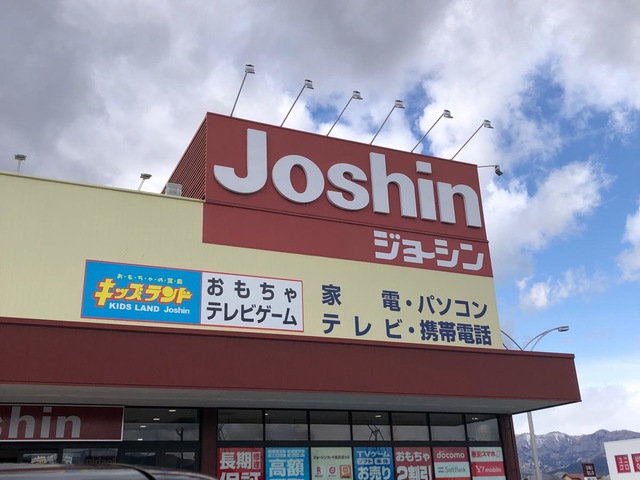 Joshin
ジョーシン
おもちゃの宝島
キッズランド
KIDS LAND Joshin
おもちゃ
テレビゲーム
家 電・パソコン
テレビ・携帯電話
shin
長期
高額
TVゲーム
お売り
おもちゃ
2割引
docomo
SoftBank
Y!mobile